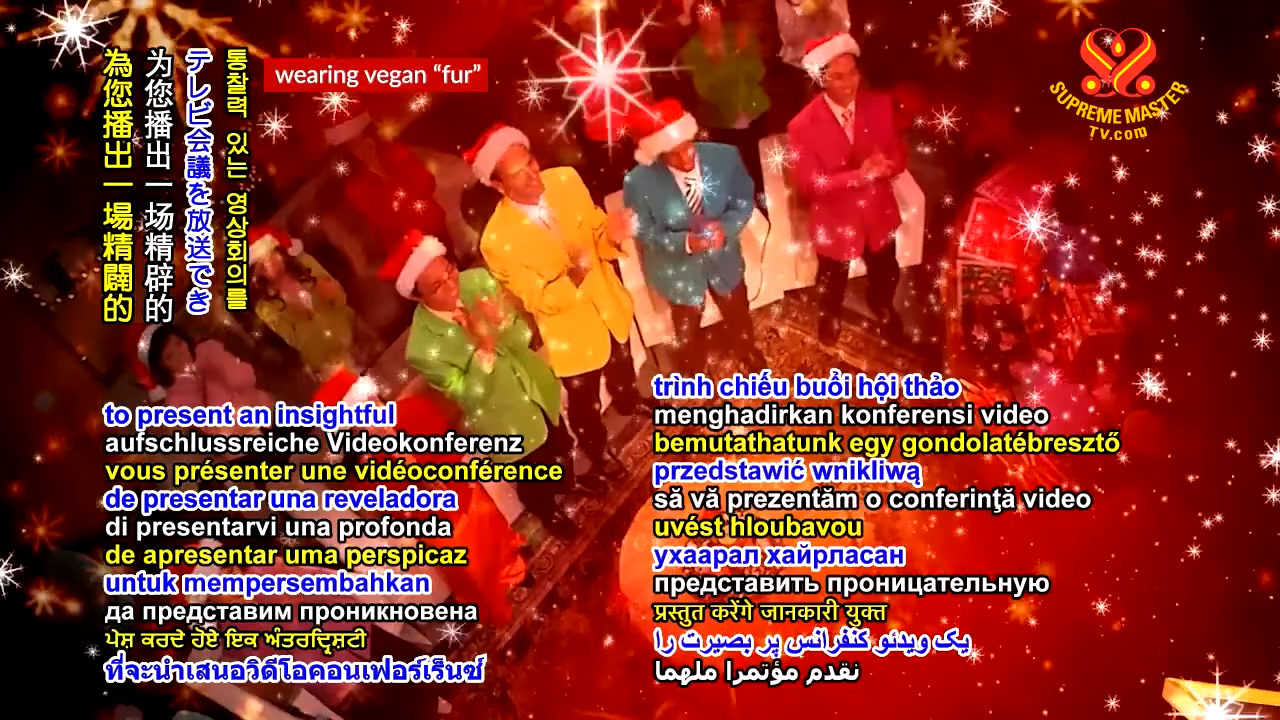 為您播出一場精闢的
为您播出一场精辟的
テレビ会議を放送でき
통찰력 있는 영상회의를
wearing vegan “fur”
SUPREME MASTER
TV.com
to present an insightful
aufschlussreiche Videokonferenz
vous présenter une vidéoconférence
de presentar una reveladora
di presentarvi una profonda
de apresentar uma perspicaz
untuk mempersembahkan
да представим проникновена
ਪੇਸ਼ ਕਰਦੇ ਹੋਏ ਇਕ ਅੰਤਰਦ੍ਰਿਸ਼ਟੀ
ที่จะนำเสนอวิดีโอคอนเฟอร์เร็นซ์
trình chiếu buổi hội thảo
menghadirkan konferensi video
bemutathatunk egy gondolatébresztő
przedstawić wnikliwą
să vă prezentăm o conferinţă video
uvést hloubavou
ухаарал хайрласан
представить проницательную
प्रस्तुत करेंगे जानकारी युक्त
یک ویدئو کنفرانس پر بصیرت را
نقدم مؤتمرا ملهما